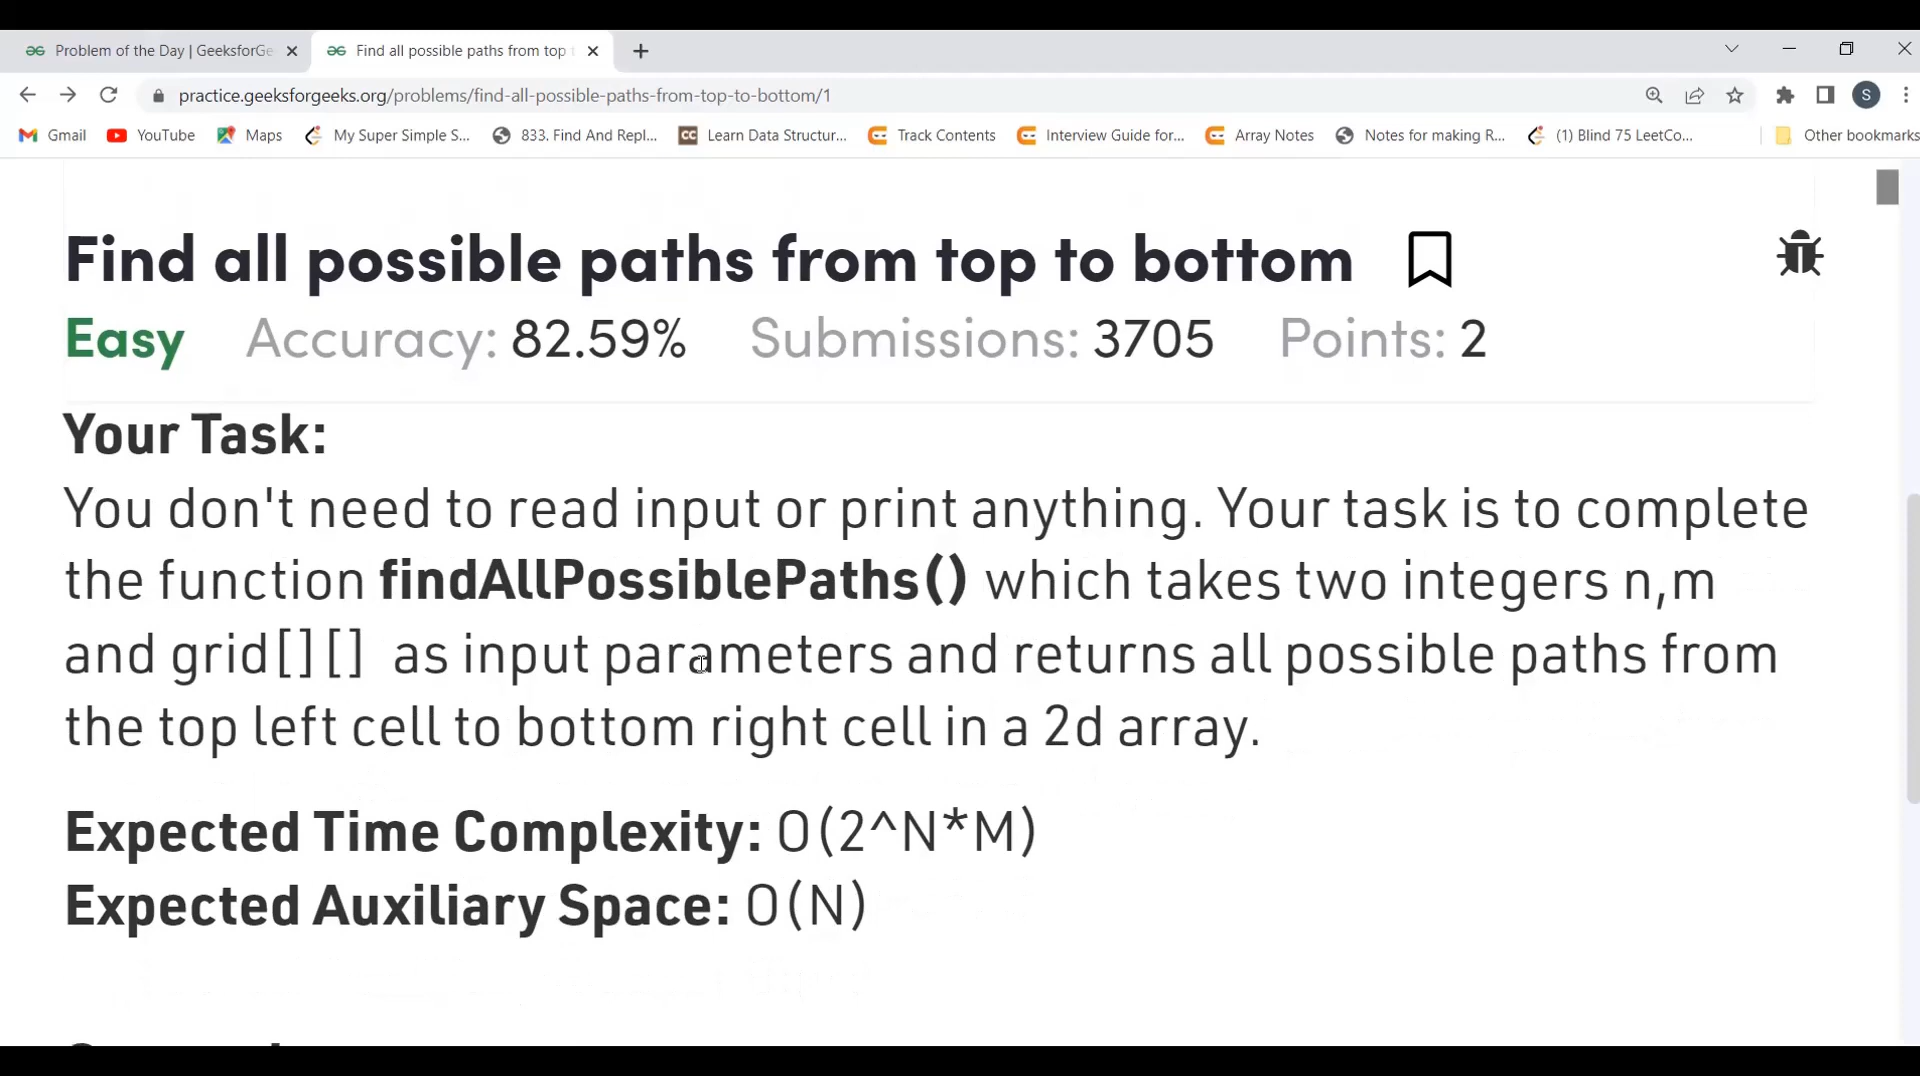 Problem of the Day | GeeksforGe
Find all possible paths from top
practice.geeksforgeeks.org/problems/find-all-possible-paths-from-top-to-bottom/1
S
Gmail YouTube Maps My Super Simple S... 833. Find And Repl... Learn Data Structur... Track Contents Interview Guide for... Array Notes Notes for making R... (1) Blind 75 LeetCo... Other bookmarks
Find all possible paths from top to bottom
Easy Accuracy: 82.59% Submissions: 3705 Points: 2
Your Task:
You don't need to read input or print anything. Your task is to complete
the function findAllPossiblePaths() which takes two integers n,m
and grid[][] as input parameters and returns all possible paths from
the top left cell to bottom right cell in a 2d array.
Expected Time Complexity: O(2^N*M)
Expected Auxiliary Space: O(N)